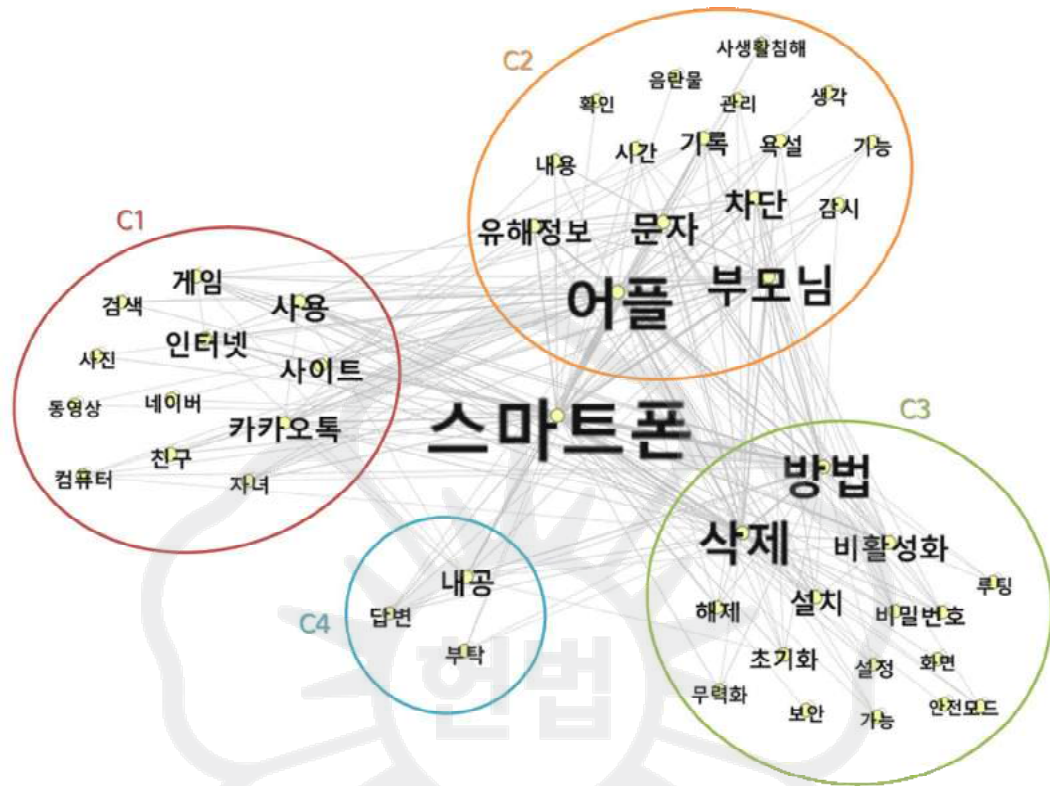 C2
사생활침해
음란물
확인
관리
생각
내용
시간
기록
욕설
기능
유해정보
문자
차단
감시
어플
부모님
C1
게임
검색
사용
인터넷
사진
사이트
동영상
네이버
카카오톡
친구
컴퓨터
자녀
스마트폰
C3
방법
삭제
비활성화
루팅
해제
설치
비밀번호
초기화
설정
화면
무력화
보안
가능
안전모드
C4
내공
답변
부탁
헌법